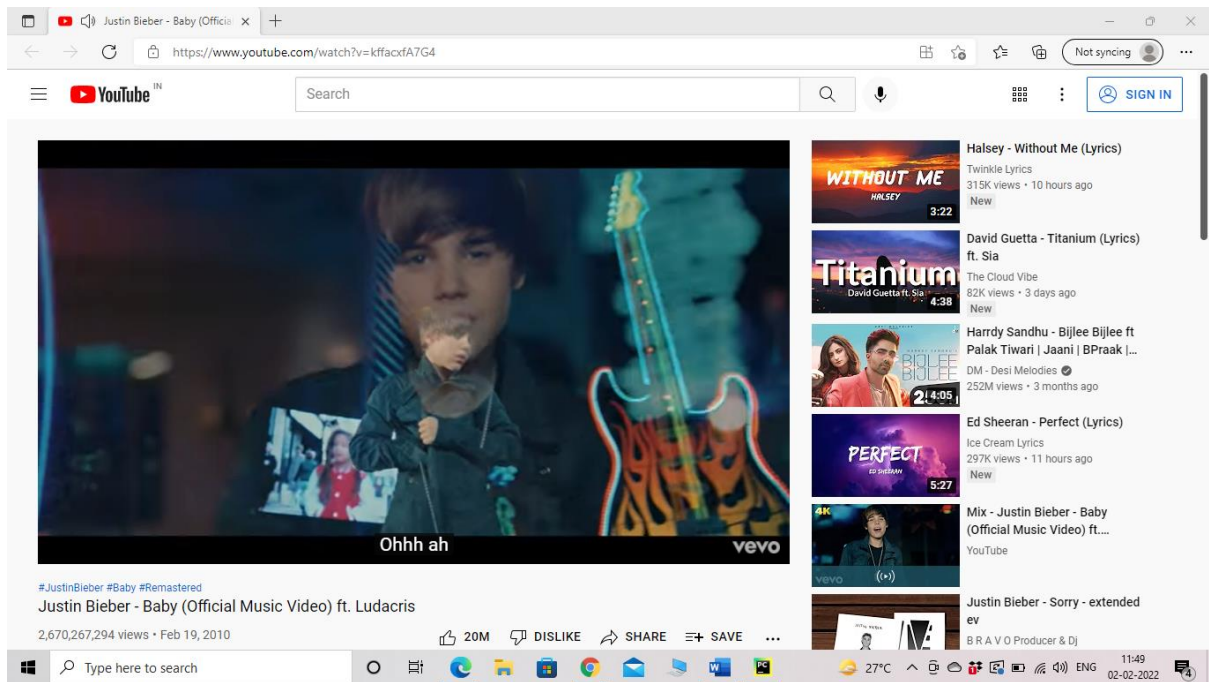 Justin Bieber - Baby (Officia
https://www.youtube.com/watch?v=kffacxfA7G4
Not syncing
YouTube IN
Search
SIGN IN
Ohhh ah
vevo
#JustinBieber #Baby #Remastered
Justin Bieber - Baby (Official Music Video) ft. Ludacris
2,670,267,294 views • Feb 19, 2010
20M DISLIKE SHARE SAVE
WITHOUT ME
HALSEY
3:22
Halsey - Without Me (Lyrics)
Twinkle Lyrics
315K views • 10 hours ago
New
Titanium
David Guetta ft. Sia
4:38
David Guetta - Titanium (Lyrics)
ft. Sia
The Cloud Vibe
82K views • 3 days ago
New
BIJLEE
BIJLEE
4:05
Harrdy Sandhu - Bijlee Bijlee ft
Palak Tiwari | Jaani | BPraak |...
DM - Desi Melodies
252M views • 3 months ago
PERFECT
ED SHEERAN
5:27
Ed Sheeran - Perfect (Lyrics)
Ice Cream Lyrics
297K views • 11 hours ago
New
4K
vevo
Mix - Justin Bieber - Baby
(Official Music Video) ft....
YouTube
Justin Bieber - Sorry - extended
ev
B R A V O Producer & Dj
Type here to search
W
PC
27°C
ENG
11:49
02-02-2022
4